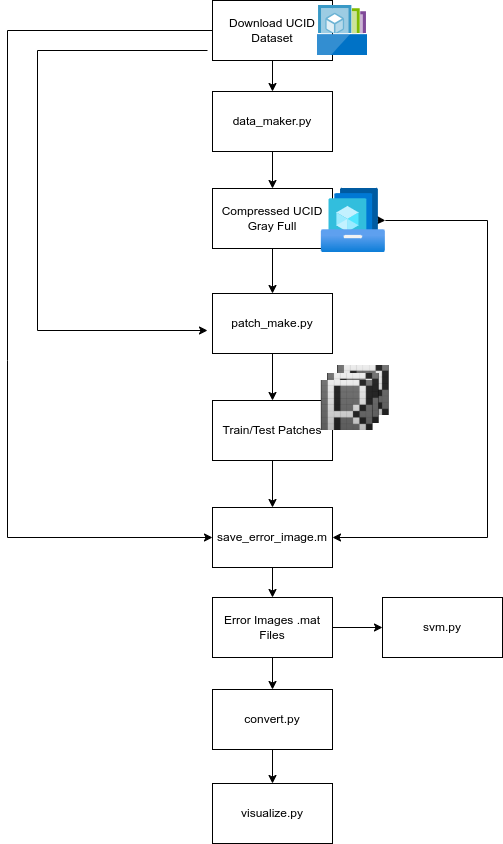 Download UCID
Dataset
data_maker.py
Compressed UCID
Gray Full
patch_make.py
Train/Test Patches
save_error_image.m
Error Images .mat
Files
svm.py
convert.py
visualize.py